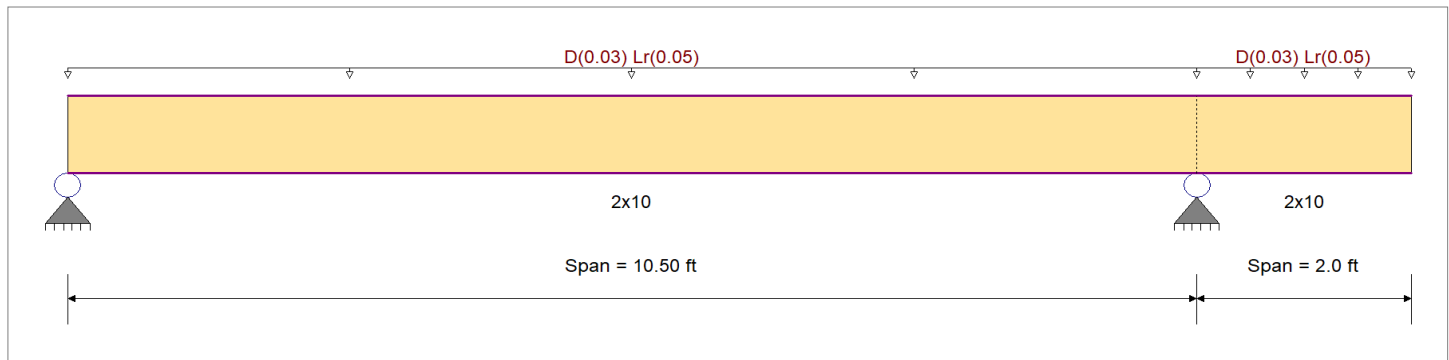 D(0.03) Lr(0.05) D(0.03) Lr(0.05)
2x10 2x10
Span = 10.50 ft Span = 2.0 ft